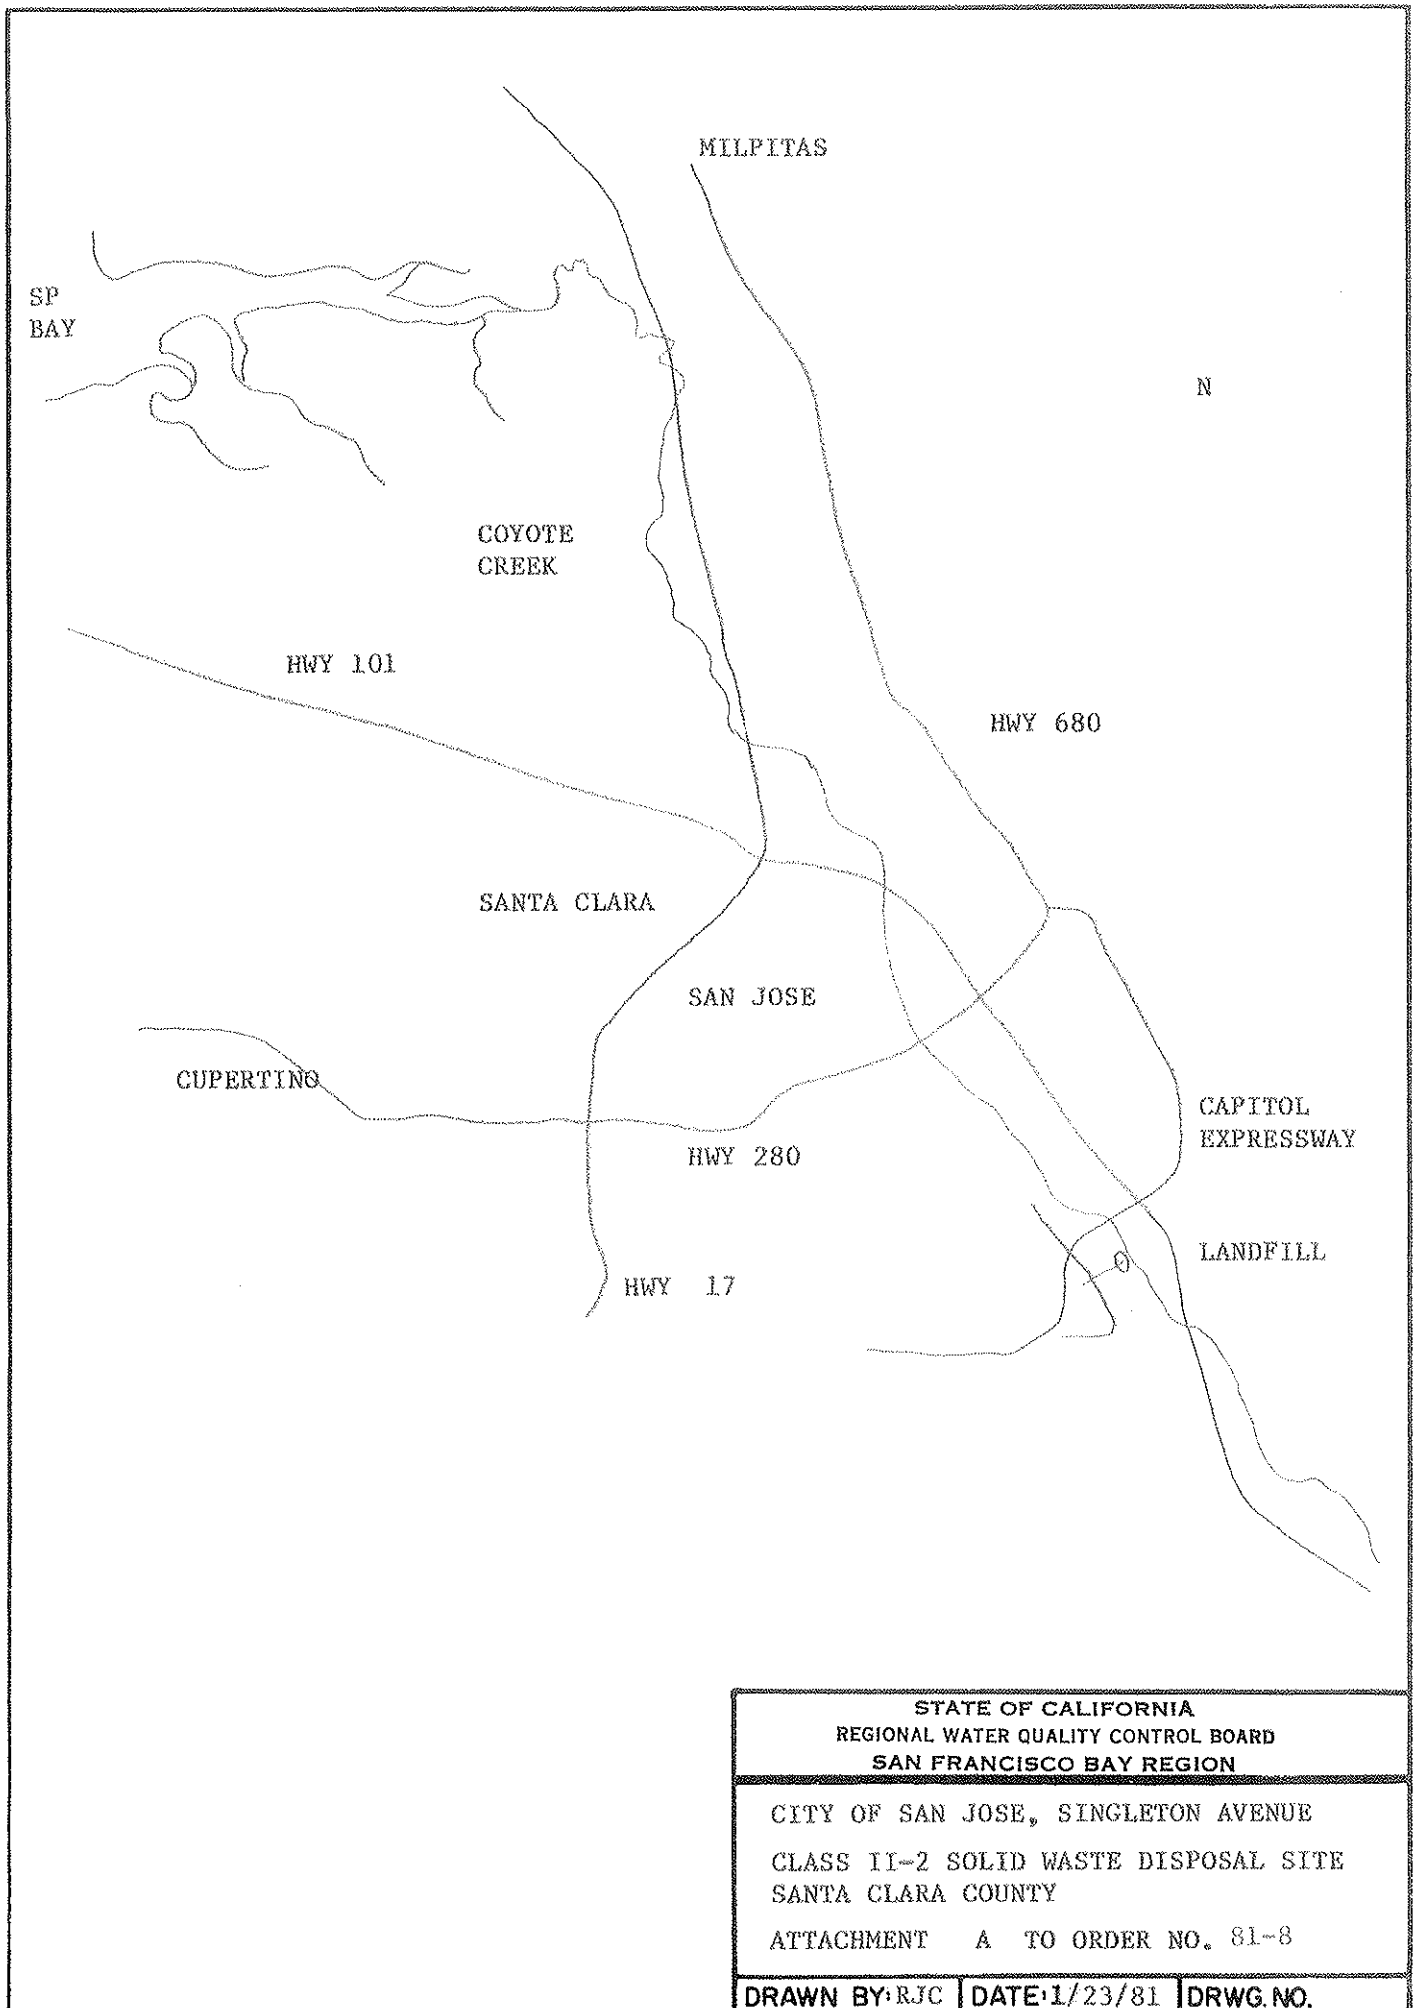 MILPITAS
SP
BAY
N
COYOTE
CREEK
HWY 101
HWY 680
SANTA CLARA
SAN JOSE
CUPERTINO
CAPITOL
EXPRESSWAY
HWY 280
LANDFILL
HWY 17
STATE OF CALIFORNIA
REGIONAL WATER QUALITY CONTROL BOARD
SAN FRANCISCO BAY REGION
CITY OF SAN JOSE, SINGLETON AVENUE
CLASS II-2 SOLID WASTE DISPOSAL SITE
SANTA CLARA COUNTY
ATTACHMENT A TO ORDER NO. 81-8
DRAWN BY: RJC DATE: 1/23/81 DRWG. NO.